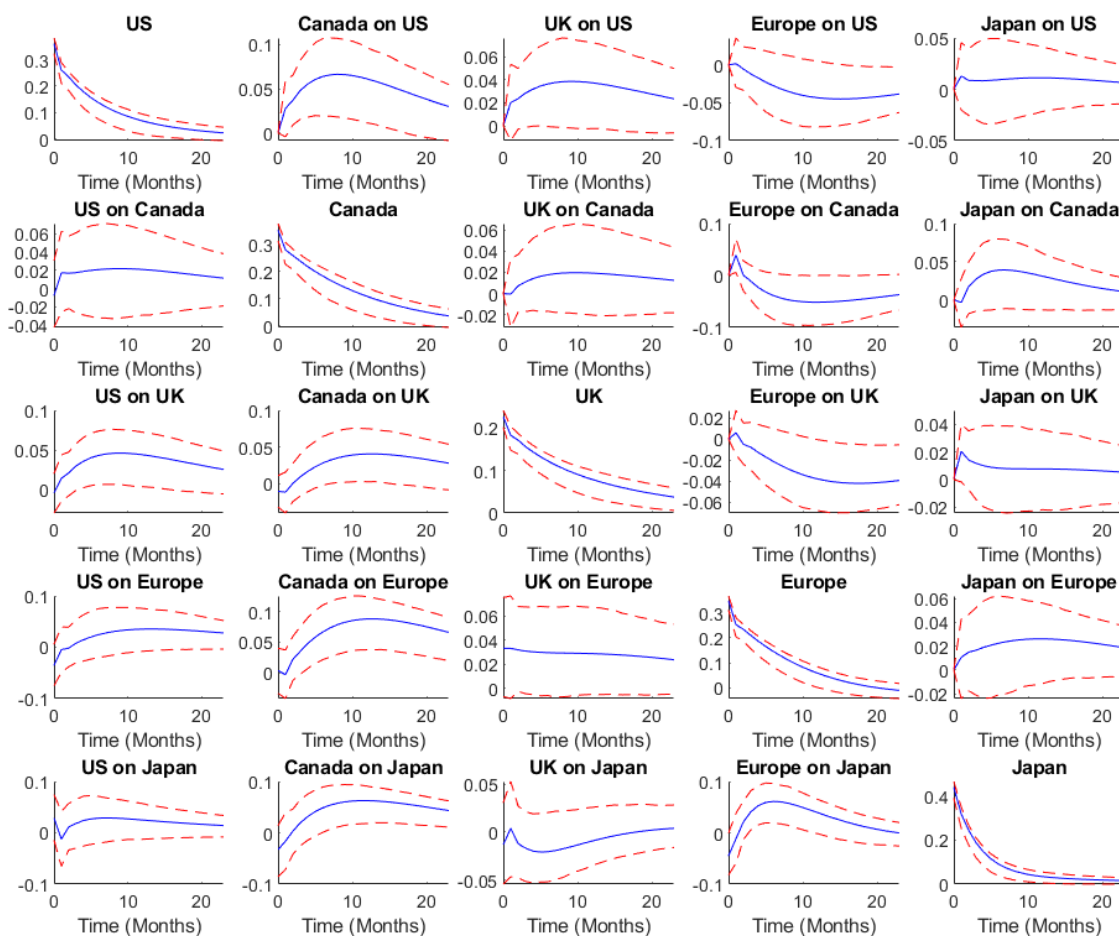 US Canada on US UK on US Europe on US Japan on US
0.3 0.2 0.1 0 0.1 0.05 0 0.06 0.04 0.02 0 0 -0.05 -0.1 0.05 0 -0.05
0 10 20 0 10 20 0 10 20 0 10 20 0 10 20
Time (Months) Time (Months) Time (Months) Time (Months) Time (Months)
US on Canada Canada UK on Canada Europe on Canada Japan on Canada
0.06 0.04 0.02 0 -0.02 -0.04 0.3 0.2 0.1 0 0.06 0.04 0.02 0 -0.02 0.1 0 -0.1 0.1 0.05 0
0 10 20 0 10 20 0 10 20 0 10 20 0 10 20
Time (Months) Time (Months) Time (Months) Time (Months) Time (Months)
US on UK Canada on UK UK Europe on UK Japan on UK
0.1 0.05 0 0.1 0.05 0 0.2 0.1 0 0.02 0 -0.02 -0.04 -0.06 0.04 0.02 0 -0.02
0 10 20 0 10 20 0 10 20 0 10 20 0 10 20
Time (Months) Time (Months) Time (Months) Time (Months) Time (Months)
US on Europe Canada on Europe UK on Europe Europe Japan on Europe
0.1 0 -0.1 0.1 0.05 0 0.06 0.04 0.02 0 0.3 0.2 0.1 0 0.06 0.04 0.02 0 -0.02
0 10 20 0 10 20 0 10 20 0 10 20 0 10 20
Time (Months) Time (Months) Time (Months) Time (Months) Time (Months)
US on Japan Canada on Japan UK on Japan Europe on Japan Japan
0.1 0 -0.1 0.1 0 -0.1 0.05 0 -0.05 0.1 0 -0.1 0.4 0.2 0
0 10 20 0 10 20 0 10 20 0 10 20 0 10 20
Time (Months) Time (Months) Time (Months) Time (Months) Time (Months)